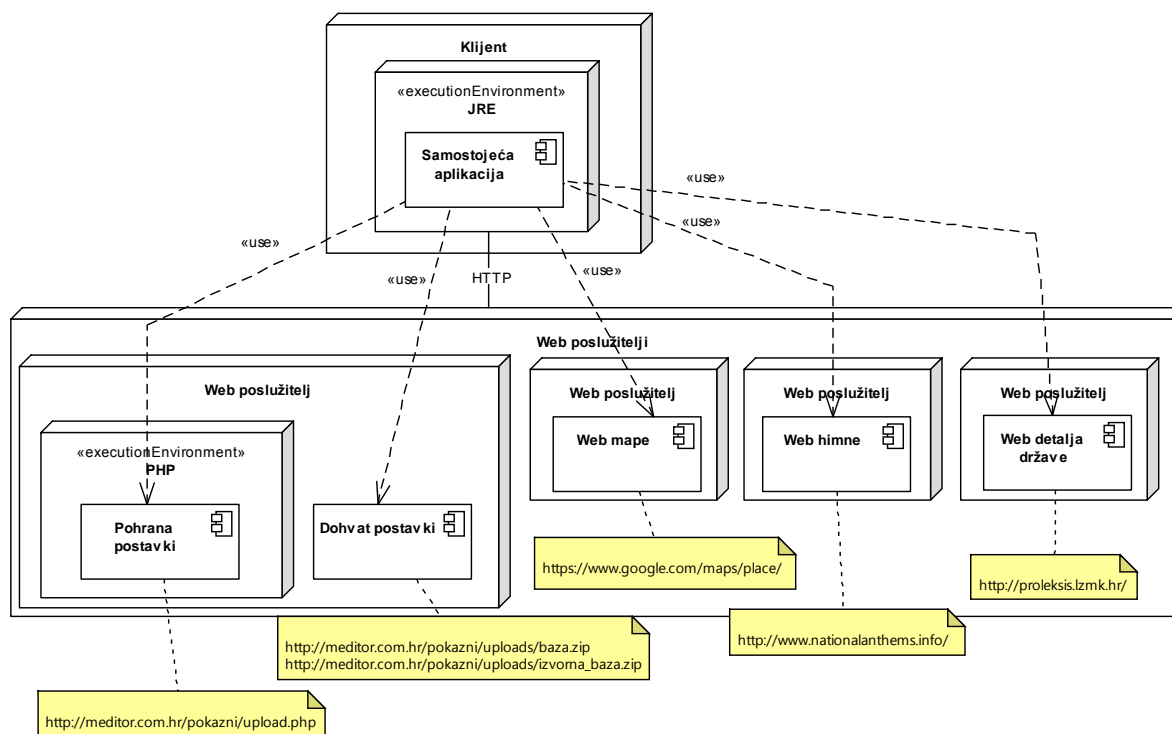 Klijent
«executionEnvironment»
JRE
Samostojeća
aplikacija
«use»
«use»
«use»
«use»
«use»
HTTP
Web poslužitelji
Web poslužitelj
Web poslužitelj
Web poslužitelj
Web poslužitelj
«executionEnvironment»
PHP
Pohrana
postavki
Dohvat postavki
Web mape
Web himne
Web detalja
države
https://www.google.com/maps/place/
http://proleksis.lzmk.hr/
http://www.nationalanthems.info/
http://meditor.com.hr/pokazni/uploads/baza.zip
http://meditor.com.hr/pokazni/uploads/izvorna_baza.zip
http://meditor.com.hr/pokazni/upload.php